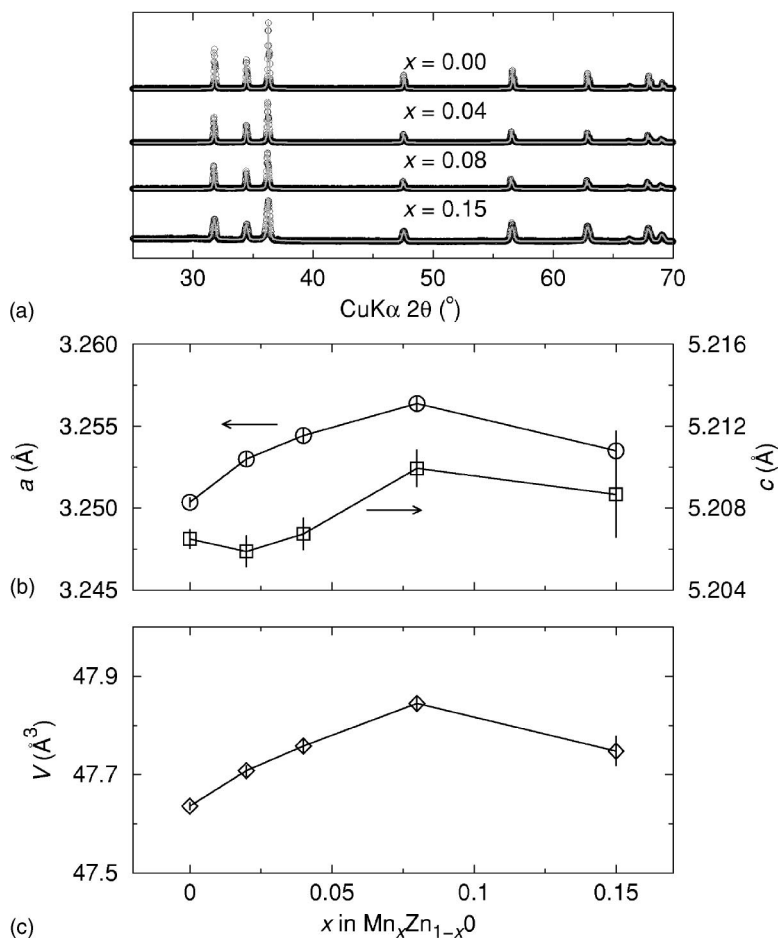 x = 0.00
x = 0.04
x = 0.08
x = 0.15
30 40 50 60 70
CuKα 2θ (°)
(a)
3.260 5.216
3.255 5.212
a (Å) c (Å)
3.250 5.208
3.245 5.204
(b)
47.9
V (Å³)
47.7
47.5
0 0.05 0.1 0.15
x in MnₓZn₁₋ₓ0
(c)